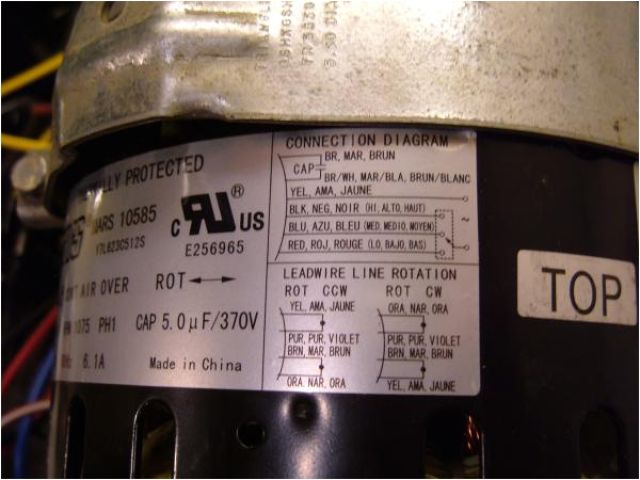 CONNECTION DIAGRAM
CAP
BR, MAR, BRUN
BR/WH, MAR/BLA, BRUN/BLANC
YEL, AMA, JAUNE
BLK, NEG, NOIR (HI, ALTO, HAUT)
BLU, AZU, BLEU (MED, MEDIO, MOYEN)
RED, ROJ, ROUGE (LO, BAJO, BAS)
~
PROTECTED
MARS 10585
Y7L623C512S
C UR ® US
E256965
AIR OVER ROT
1075 PH1 CAP 5.0μF/370V
6.1A Made in China
LEADWIRE LINE ROTATION
ROT CCW ROT CW
YEL, AMA, JAUNE ORA, NAR, ORA
PUR, PUR, VIOLET PUR, PUR, VIOLET
BRN, MAR, BRUN BRN, MAR, BRUN
ORA, NAR, ORA YEL, AMA, JAUNE
TOP